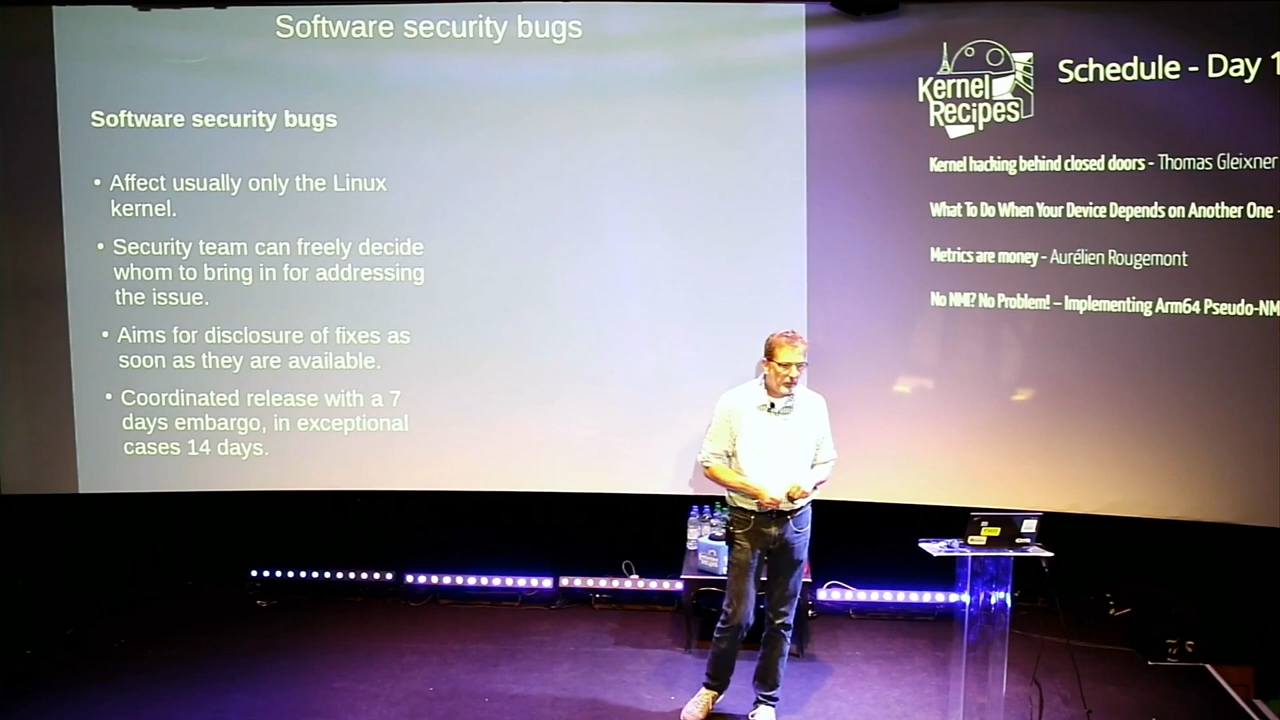 Software security bugs
Software security bugs
• Affect usually only the Linux
kernel.
• Security team can freely decide
whom to bring in for addressing
the issue.
• Aims for disclosure of fixes as
soon as they are available.
• Coordinated release with a 7
days embargo, in exceptional
cases 14 days.
Kernel
Recipes
Schedule - Day 1
Kernel hacking behind closed doors - Thomas Gleixner
What To Do When Your Device Depends on Another One -
Metrics are money - Aurélien Rougemont
No NMI? No Problem! – Implementing Arm64 Pseudo-NM